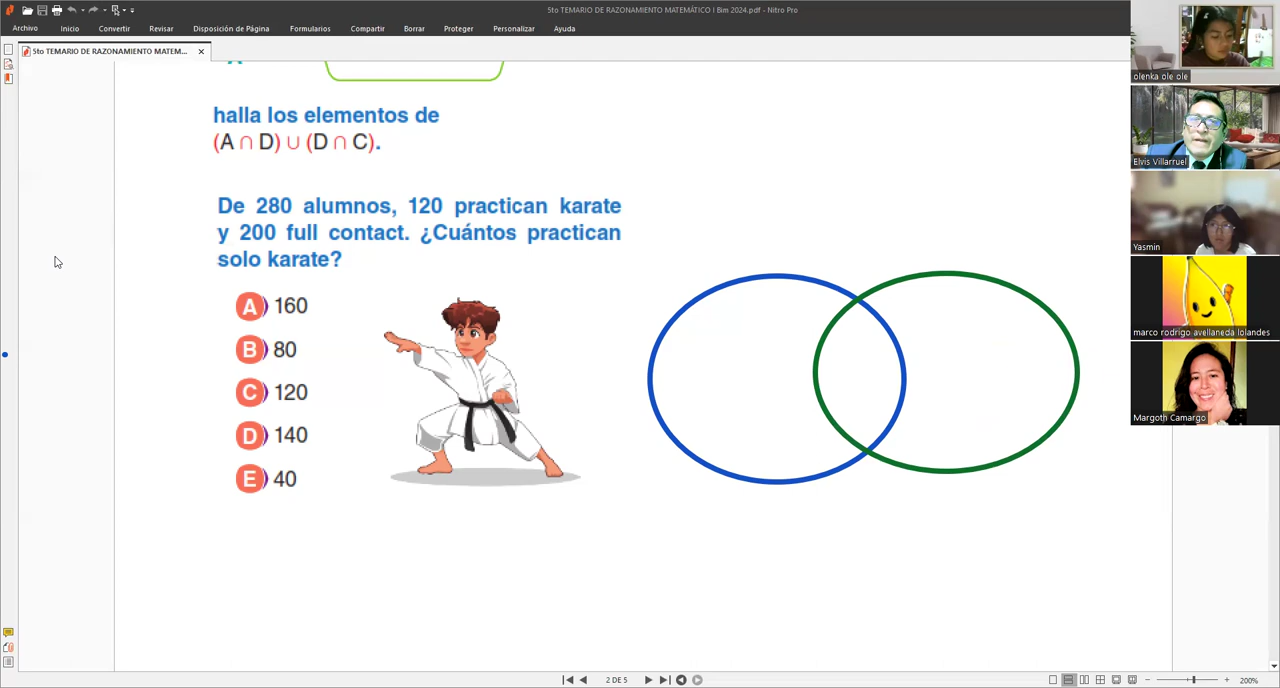 5to TEMARIO DE RAZONAMIENTO MATEMÁTICO I Bim 2024.pdf - Nitro Pro
Archivo Inicio Convertir Revisar Disposición de Página Formularios Compartir Borrar Proteger Personalizar Ayuda
5to TEMARIO DE RAZONAMIENTO MATEM...
halla los elementos de
(A ∩ D) ∪ (D ∩ C).
De 280 alumnos, 120 practican karate
y 200 full contact. ¿Cuántos practican
solo karate?
A) 160
B) 80
C) 120
D) 140
E) 40
olenka ole ole
Elvis Villarruel
Yasmin
marco rodrigo avellaneda lolandes
Margoth Camargo
2 DE 5
200%